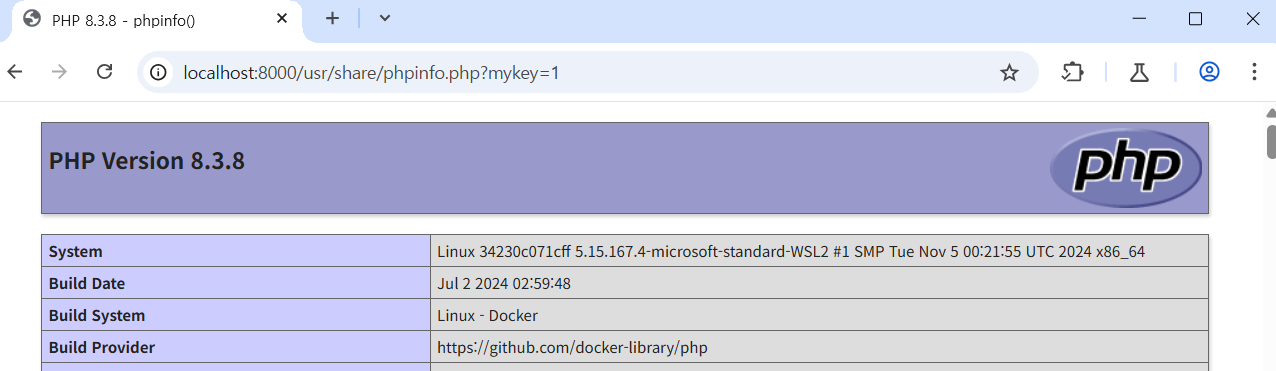 PHP 8.3.8 - phpinfo()
localhost:8000/usr/share/phpinfo.php?mykey=1
PHP Version 8.3.8
php
System Linux 34230c071cff 5.15.167.4-microsoft-standard-WSL2 #1 SMP Tue Nov 5 00:21:55 UTC 2024 x86_64
Build Date Jul 2 2024 02:59:48
Build System Linux - Docker
Build Provider https://github.com/docker-library/php